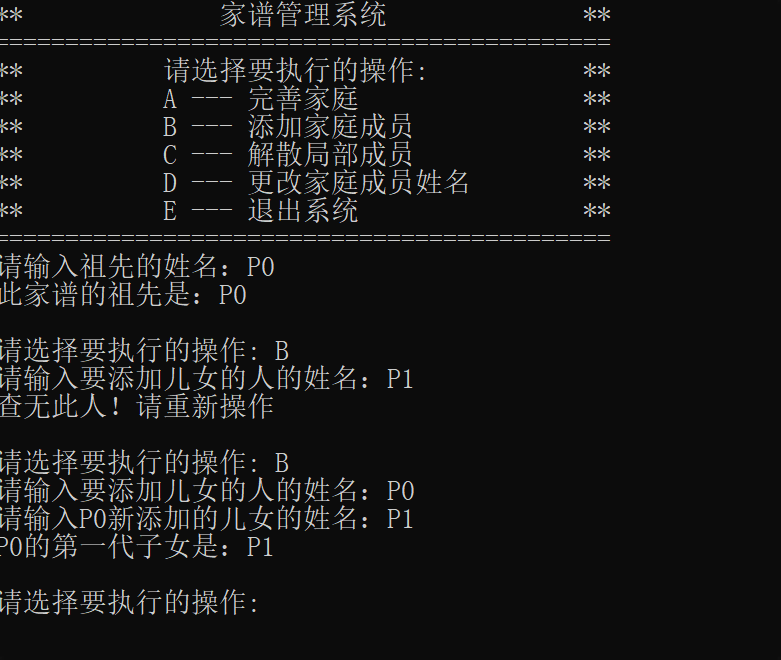 ** 家谱管理系统 **
============================================
** 请选择要执行的操作: **
** A --- 完善家庭 **
** B --- 添加家庭成员 **
** C --- 解散局部成员 **
** D --- 更改家庭成员姓名 **
** E --- 退出系统 **
============================================
请输入祖先的姓名：P0
此家谱的祖先是：P0
请选择要执行的操作: B
请输入要添加儿女的人的姓名：P1
查无此人！请重新操作
请选择要执行的操作: B
请输入要添加儿女的人的姓名：P0
请输入P0新添加的儿女的姓名：P1
P0的第一代子女是：P1
请选择要执行的操作: